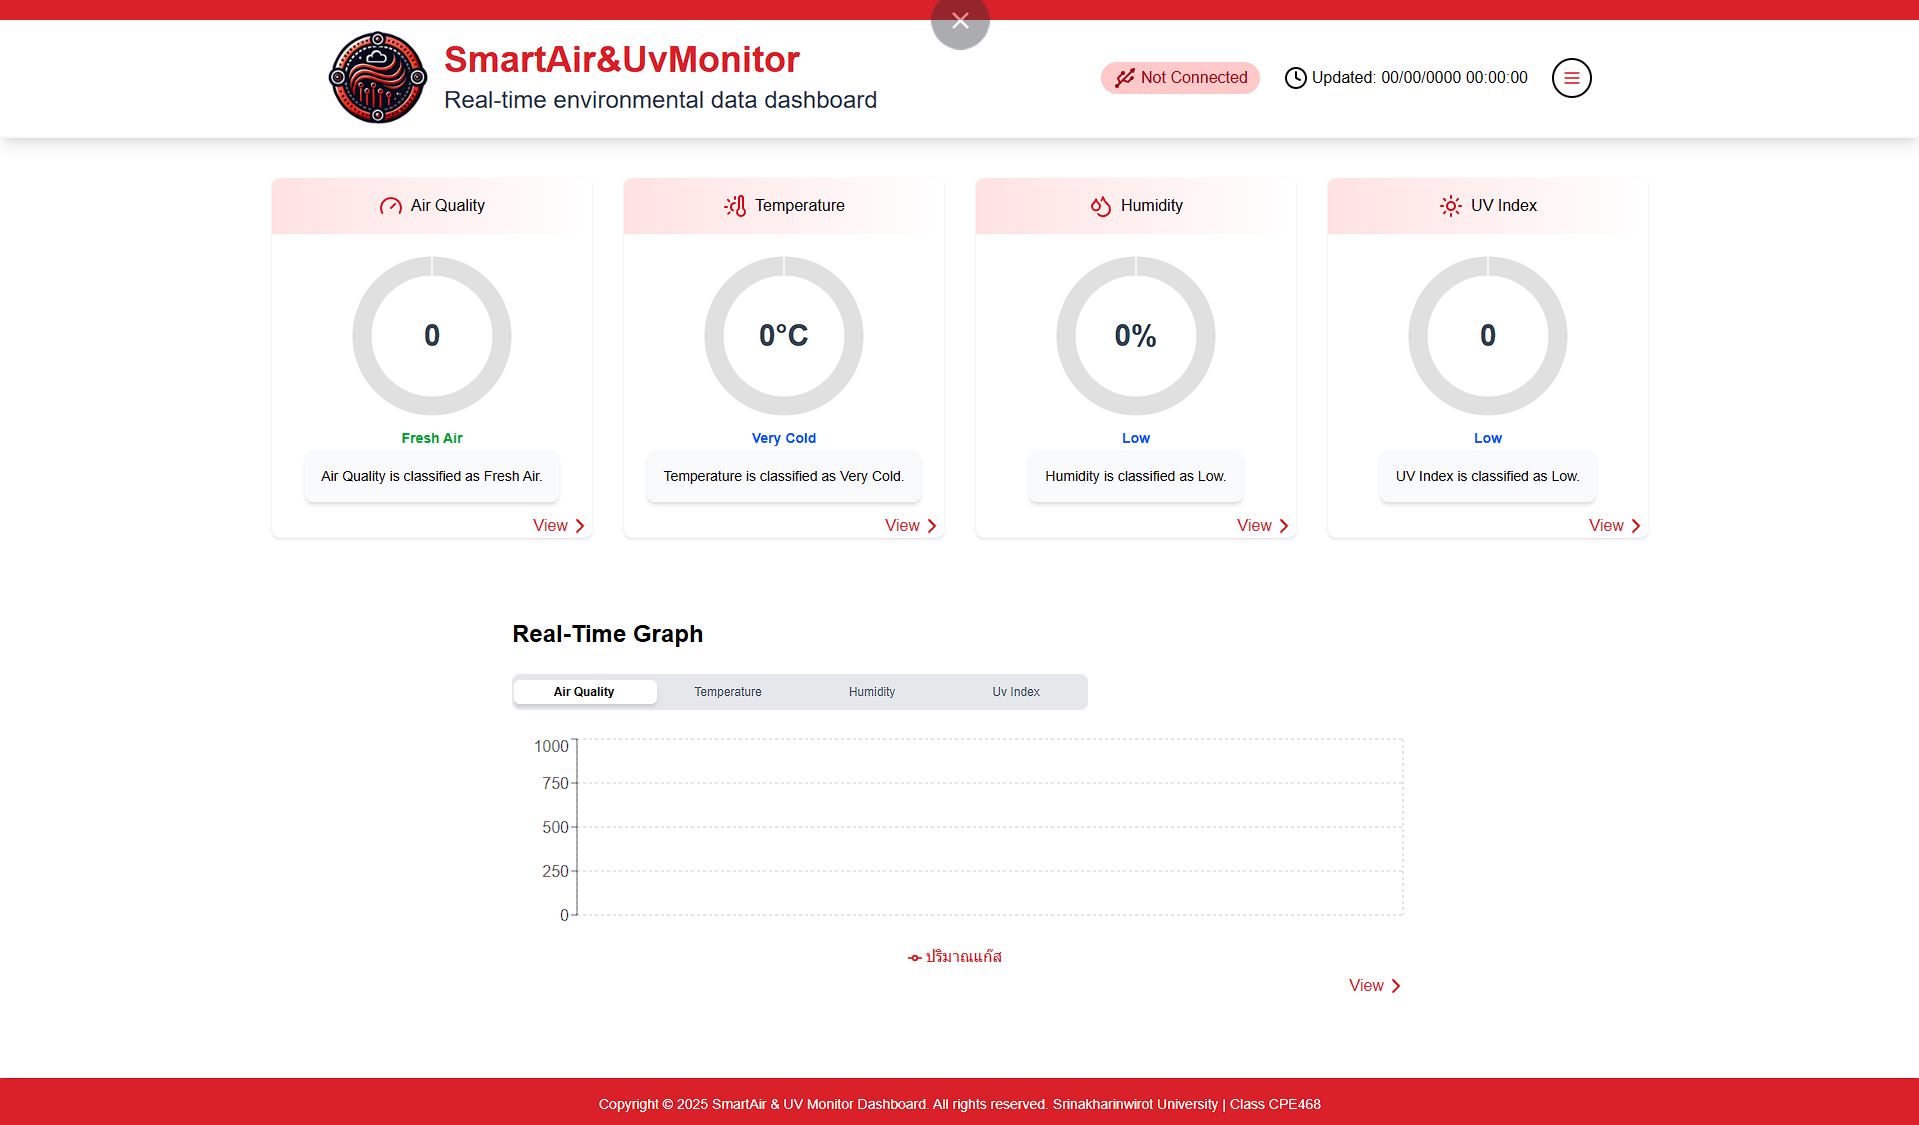 SmartAir&UvMonitor
Real-time environmental data dashboard
Not Connected
Updated: 00/00/0000 00:00:00
Air Quality
Temperature
Humidity
UV Index
0
0°C
0%
0
Fresh Air
Very Cold
Low
Low
Air Quality is classified as Fresh Air.
Temperature is classified as Very Cold.
Humidity is classified as Low.
UV Index is classified as Low.
View
View
View
View
Real-Time Graph
Air Quality
Temperature
Humidity
Uv Index
1000
750
500
250
0
ปริมาณแก๊ส
View
Copyright © 2025 SmartAir & UV Monitor Dashboard. All rights reserved. Srinakharinwirot University | Class CPE468